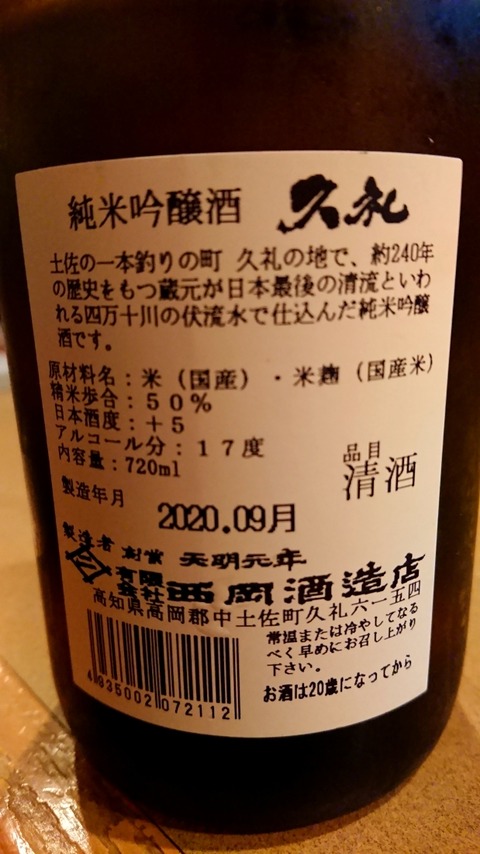 純米吟醸酒 久礼
土佐の一本釣りの町 久礼の地で、約240年
の歴史をもつ蔵元が日本最後の清流といわ
れる四万十川の伏流水で仕込んだ純米吟醸
酒です。
原材料名：米（国産）・米麹（国産米）
精米歩合：５０％
日本酒度：＋５
アルコール分：１７度
内容量：720ml
品目
清酒
製造年月
2020.09月
製造者 創業 天明元年
有限会社 西岡酒造店
高知県高岡郡中土佐町久礼六一五四
常温または冷やしてなる
べく早めにお召し上がり
下さい。
お酒は20歳になってから
4935002072112